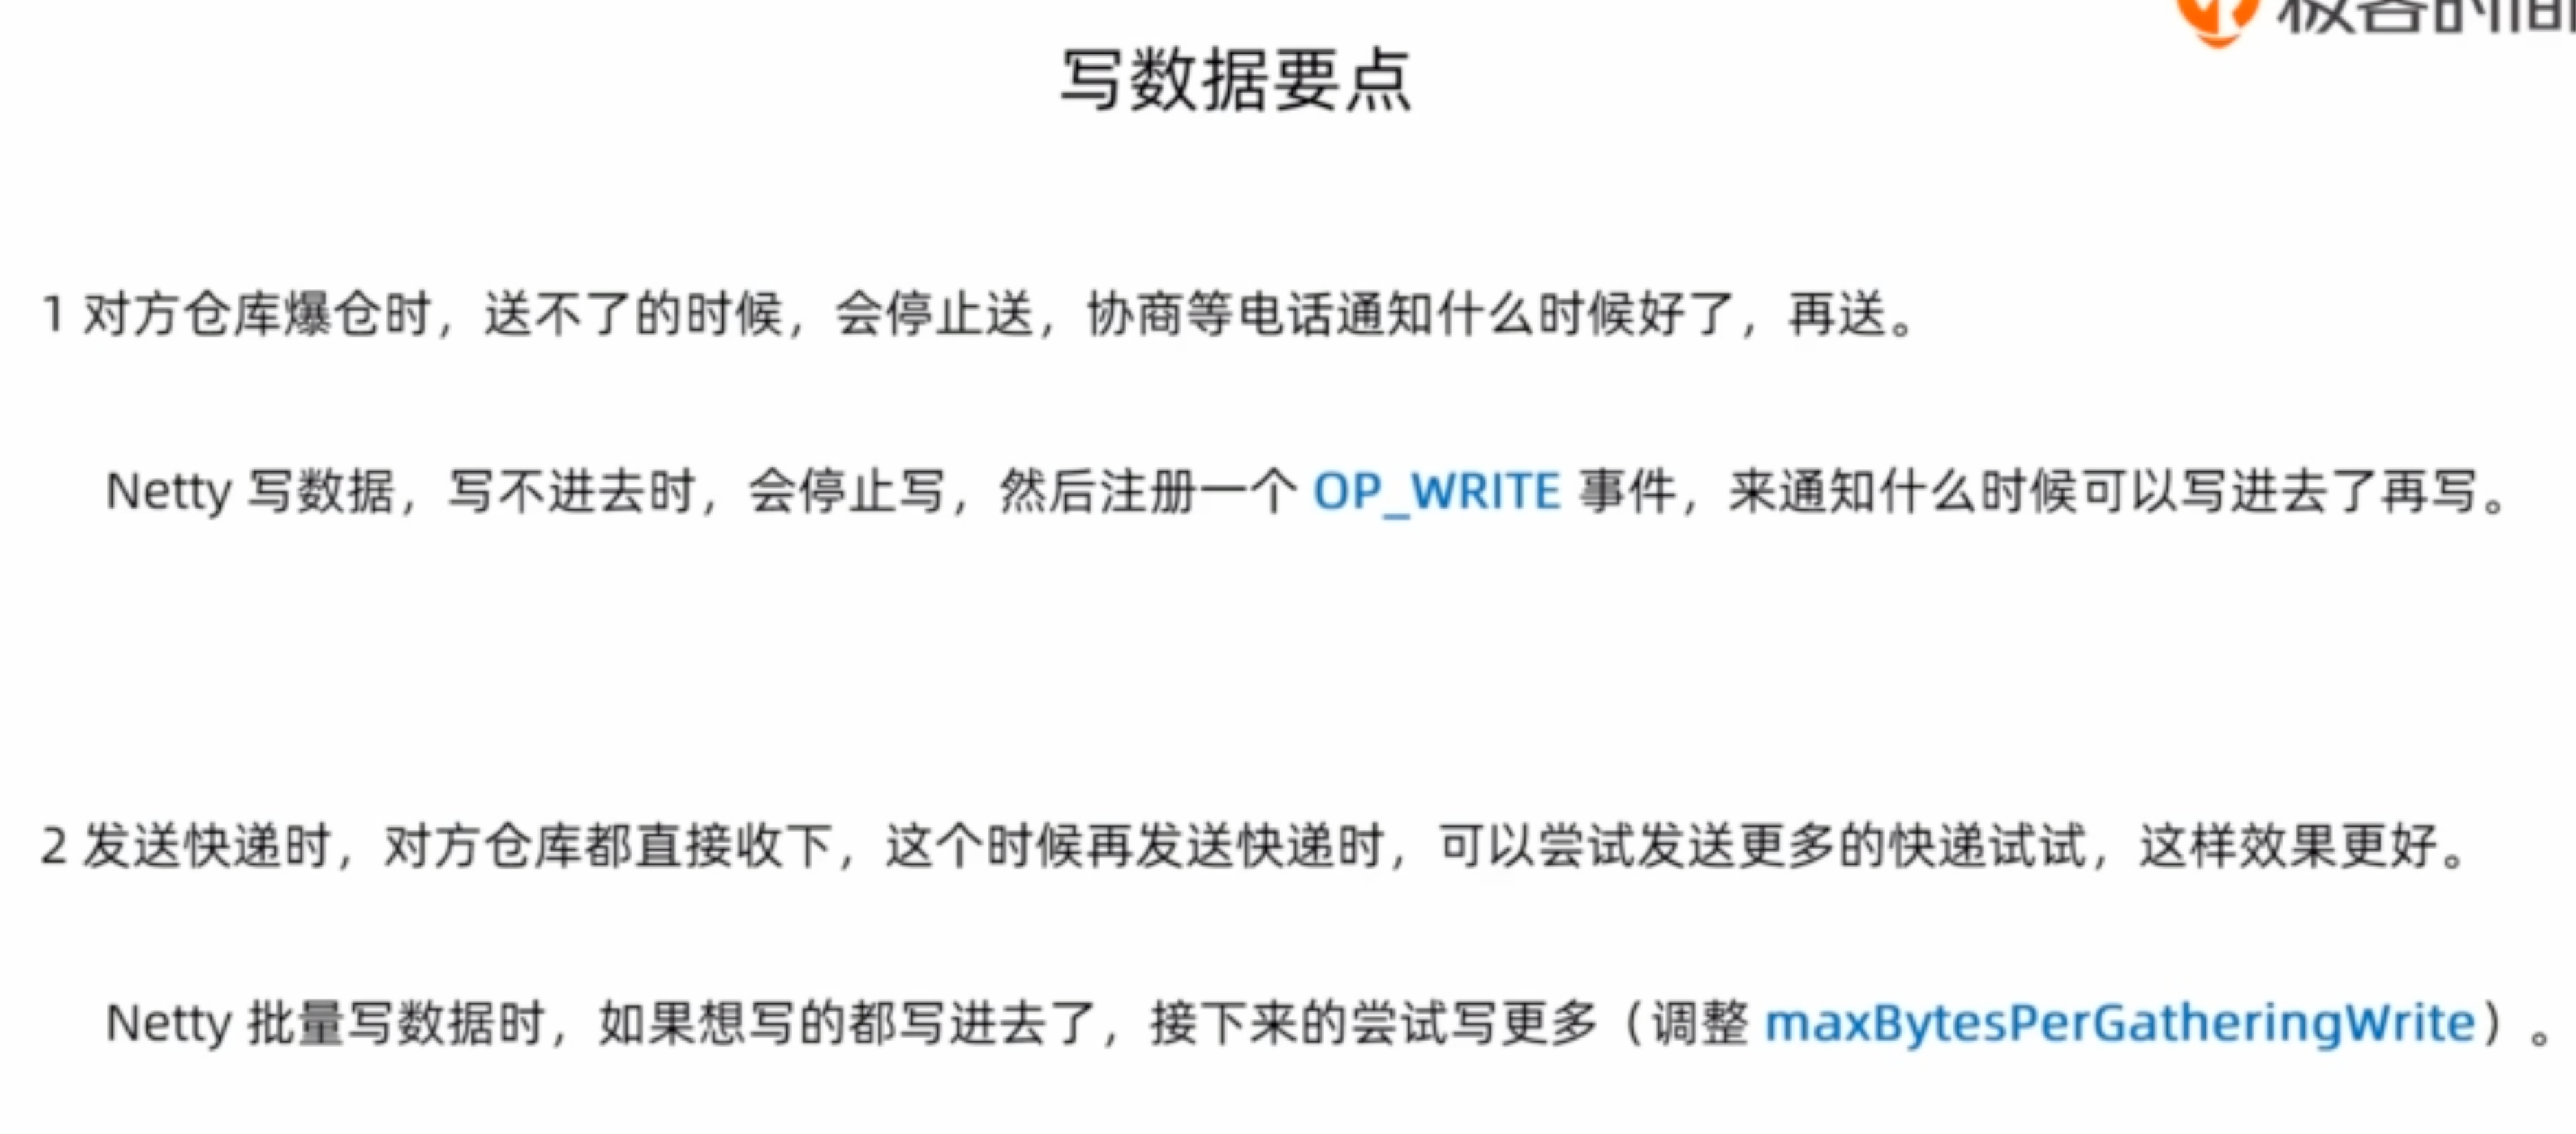 极客时间
写数据要点
1 对方仓库爆仓时，送不了的时候，会停止送，协商等电话通知什么时候好了，再送。
Netty 写数据，写不进去时，会停止写，然后注册一个 OP_WRITE 事件，来通知什么时候可以写进去了再写。
2 发送快递时，对方仓库都直接收下，这个时候再发送快递时，可以尝试发送更多的快递试试，这样效果更好。
Netty 批量写数据时，如果想写的都写进去了，接下来的尝试写更多（调整 maxBytesPerGatheringWrite）。